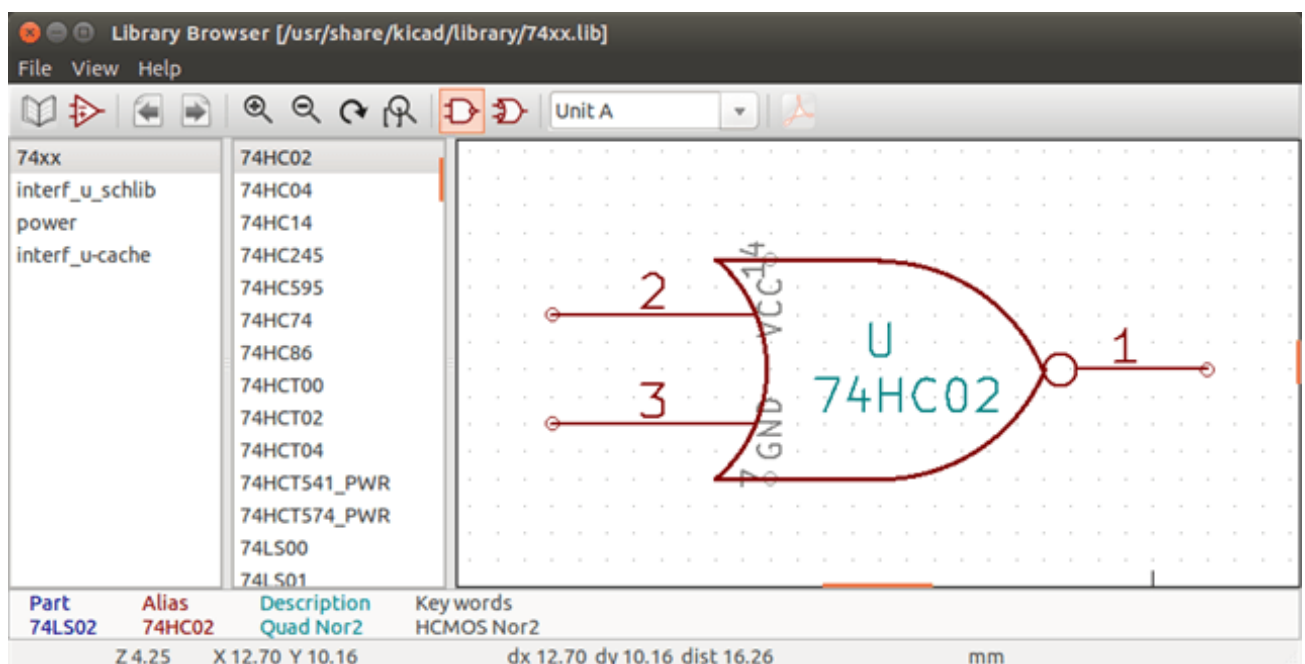 Library Browser [/usr/share/kicad/library/74xx.lib]
File View Help
Unit A
74xx
interf_u_schlib
power
interf_u-cache
74HC02
74HC04
74HC14
74HC245
74HC595
74HC74
74HC86
74HCT00
74HCT02
74HCT04
74HCT541_PWR
74HCT574_PWR
74LS00
74LS01
14
VCC
2
U
74HC02
1
3
GND
7
Part Alias Description Key words
74LS02 74HC02 Quad Nor2 HCMOS Nor2
Z 4.25 X 12.70 Y 10.16 dx 12.70 dy 10.16 dist 16.26 mm